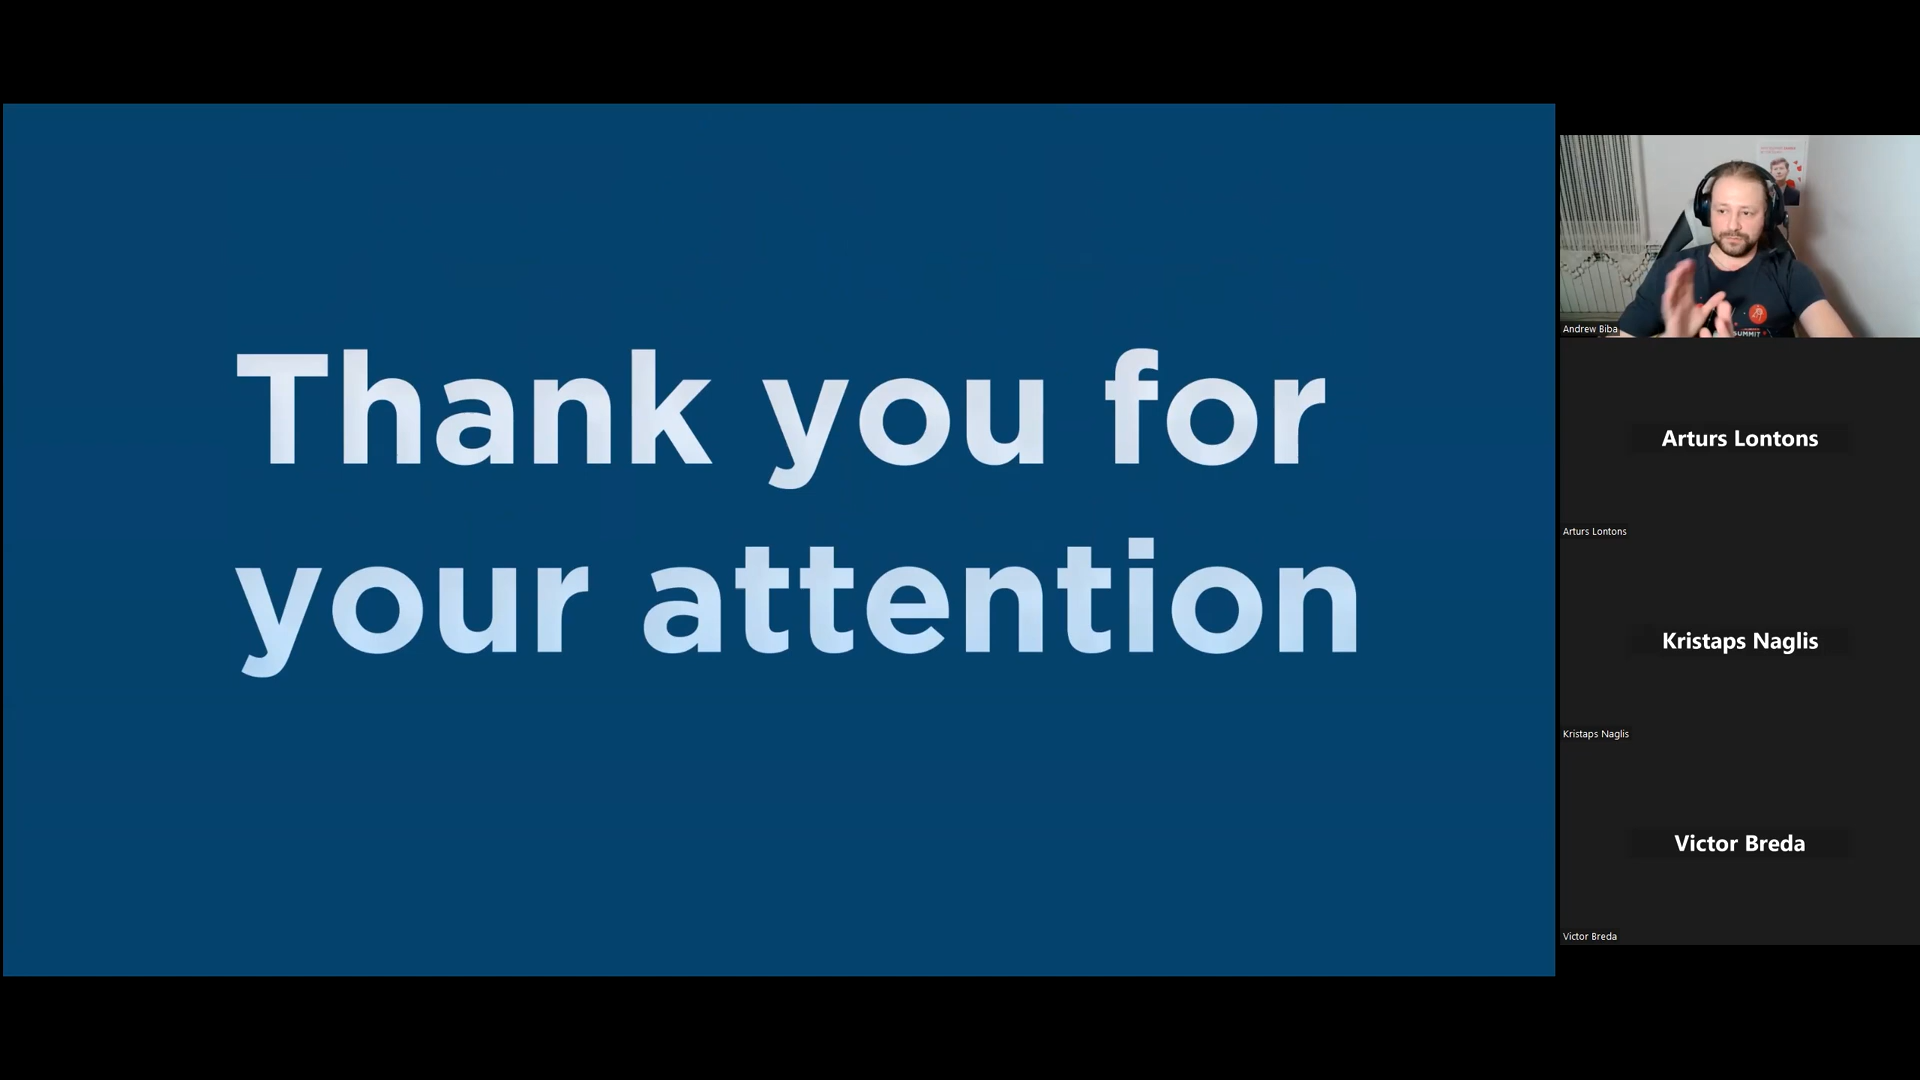 Thank you for
your attention
Andrew Biba
SUMMIT
Arturs Lontons
Arturs Lontons
Kristaps Naglis
Kristaps Naglis
Victor Breda
Victor Breda